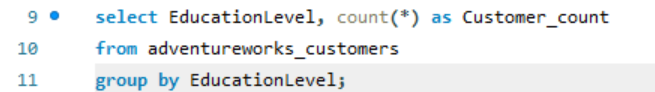 9 select EducationLevel, count(*) as Customer_count
10 from adventureworks_customers
11 group by EducationLevel;